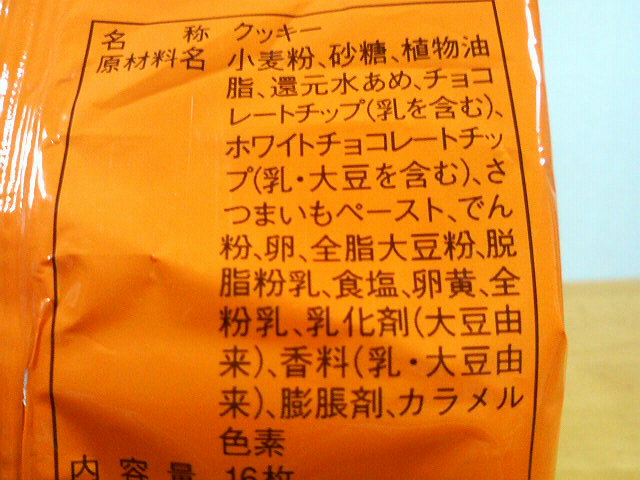 名 称 クッキー
原材料名 小麦粉、砂糖、植物油
脂、還元水あめ、チョコ
レートチップ(乳を含む)、
ホワイトチョコレートチッ
プ(乳・大豆を含む)、さ
つまいもペースト、でん
粉、卵、全脂大豆粉、脱
脂粉乳、食塩、卵黄、全
粉乳、乳化剤(大豆由
来)、香料(乳・大豆由
来)、膨脹剤、カラメル
色素
内 容 量 16枚